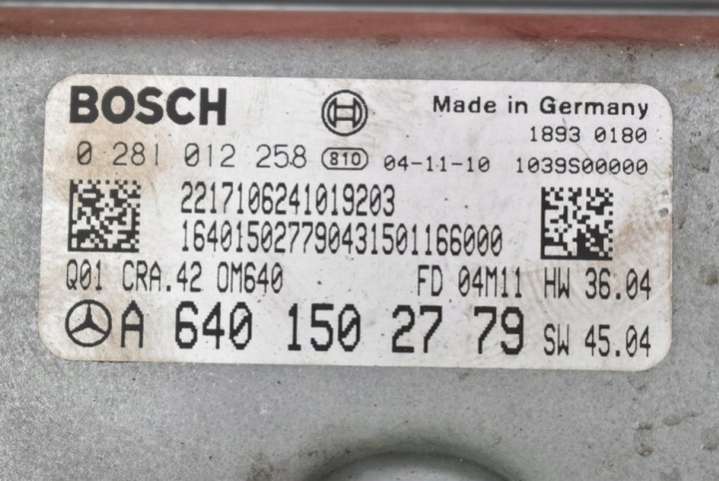 BOSCH
Made in Germany
1893 0180
0 281 012 258 810 04-11-10 1039S00000
2217106241019203
164015027790431501166000
Q01 CRA.42 OM640 FD 04M11 HW 36.04
A 640 150 27 79 SW 45.04